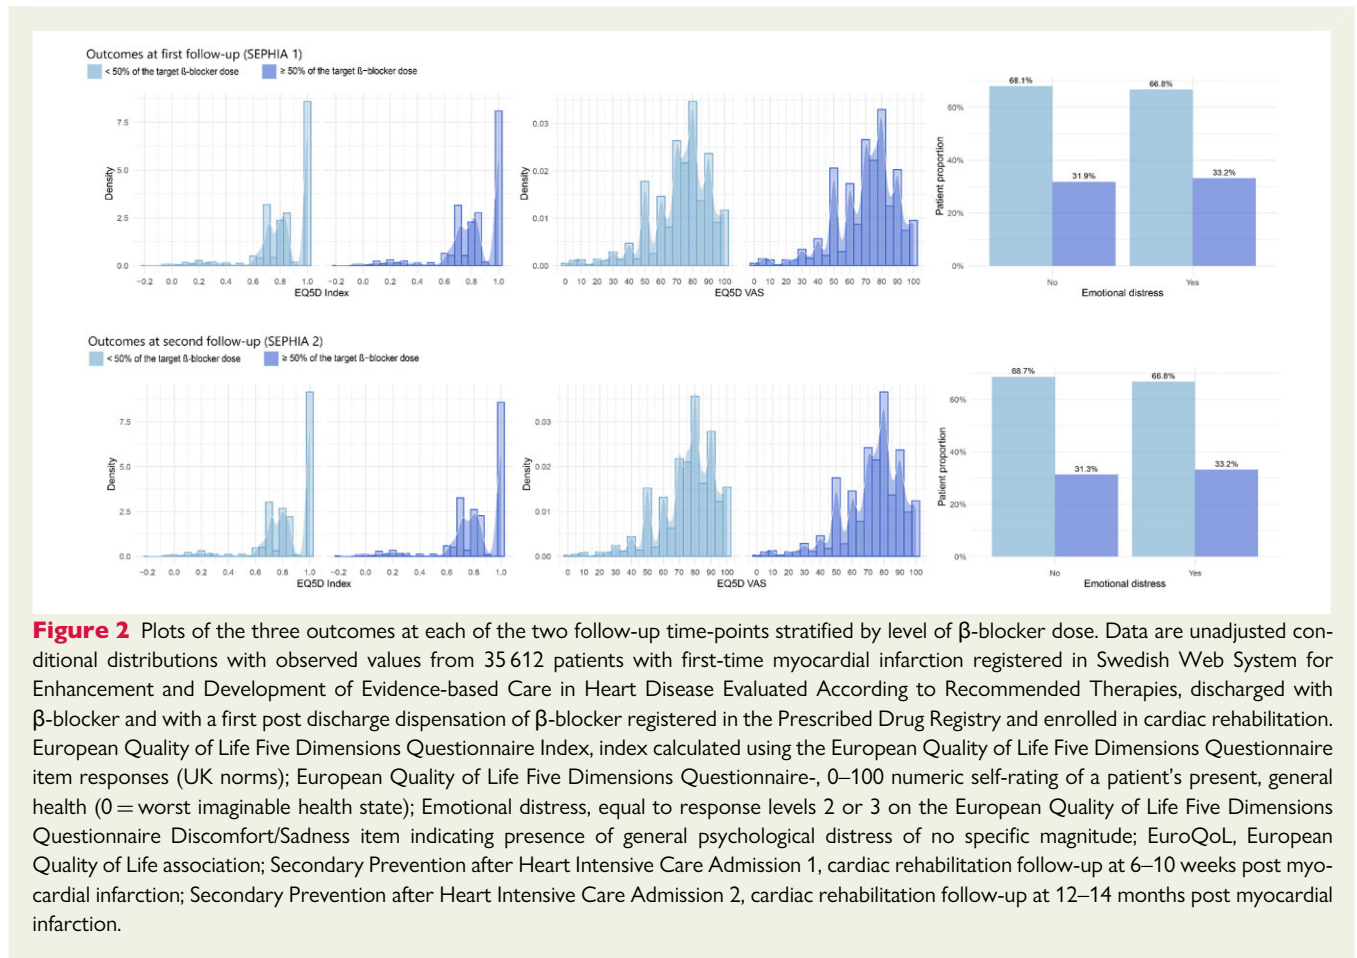 Outcomes at first follow-up (SEPHIA 1)
< 50% of the target ß-blocker dose ≥ 50% of the target ß−blocker dose
7.5
5.0
2.5
0.0
Density
−0.2 0.0 0.2 0.4 0.6 0.8 1.0 −0.2 0.0 0.2 0.4 0.6 0.8 1.0
EQ5D Index
0.03
0.02
0.01
0.00
Density
0 10 20 30 40 50 60 70 80 90 100 0 10 20 30 40 50 60 70 80 90 100
EQ5D VAS
68.1%
31.9%
66.8%
33.2%
60%
40%
20%
0%
Patient proportion
No Yes
Emotional distress
Outcomes at second follow-up (SEPHIA 2)
< 50% of the target ß-blocker dose ≥ 50% of the target ß−blocker dose
7.5
5.0
2.5
0.0
Density
−0.2 0.0 0.2 0.4 0.6 0.8 1.0 −0.2 0.0 0.2 0.4 0.6 0.8 1.0
EQ5D Index
0.03
0.02
0.01
0.00
Density
0 10 20 30 40 50 60 70 80 90 100 0 10 20 30 40 50 60 70 80 90 100
EQ5D VAS
68.7%
31.3%
66.8%
33.2%
60%
40%
20%
0%
Patient proportion
No Yes
Emotional distress
Figure 2 Plots of the three outcomes at each of the two follow-up time-points stratified by level of β-blocker dose. Data are unadjusted con-
ditional distributions with observed values from 35 612 patients with first-time myocardial infarction registered in Swedish Web System for
Enhancement and Development of Evidence-based Care in Heart Disease Evaluated According to Recommended Therapies, discharged with
β-blocker and with a first post discharge dispensation of β-blocker registered in the Prescribed Drug Registry and enrolled in cardiac rehabilitation.
European Quality of Life Five Dimensions Questionnaire Index, index calculated using the European Quality of Life Five Dimensions Questionnaire
item responses (UK norms); European Quality of Life Five Dimensions Questionnaire-, 0–100 numeric self-rating of a patient's present, general
health (0 = worst imaginable health state); Emotional distress, equal to response levels 2 or 3 on the European Quality of Life Five Dimensions
Questionnaire Discomfort/Sadness item indicating presence of general psychological distress of no specific magnitude; EuroQoL, European
Quality of Life association; Secondary Prevention after Heart Intensive Care Admission 1, cardiac rehabilitation follow-up at 6–10 weeks post myo-
cardial infarction; Secondary Prevention after Heart Intensive Care Admission 2, cardiac rehabilitation follow-up at 12–14 months post myocardial
infarction.